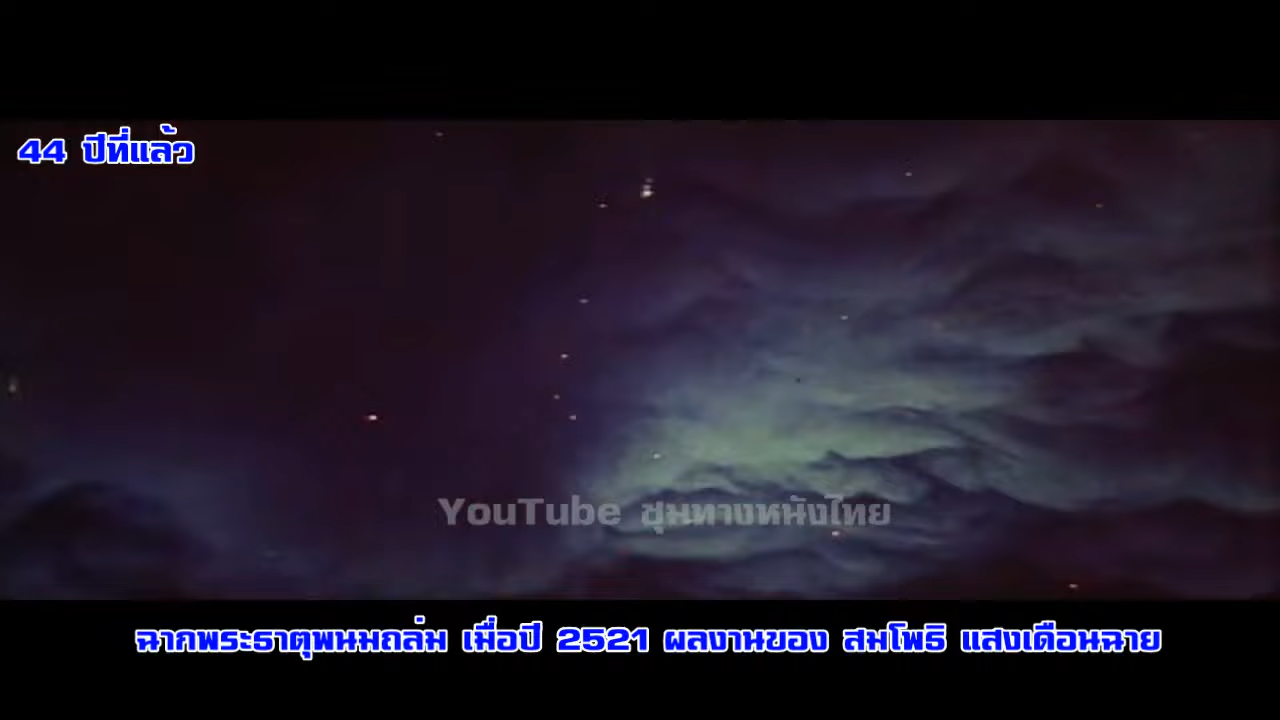 44 ปีที่แล้ว
YouTube ชุมทางหนังไทย
ฉากพระธาตุพนมถล่ม เมื่อปี 2521 ผลงานของ สมโพธิ แสงเดือนฉาย